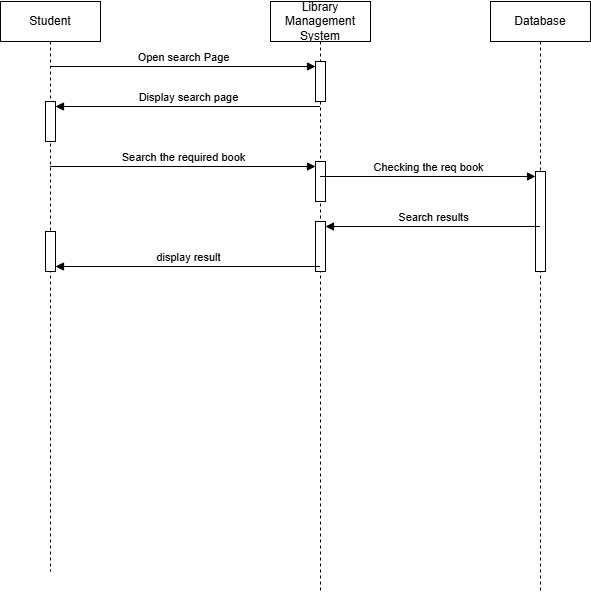 Student
Library
Management
System
Database
Open search Page
Display search page
Search the required book
Checking the req book
Search results
display result